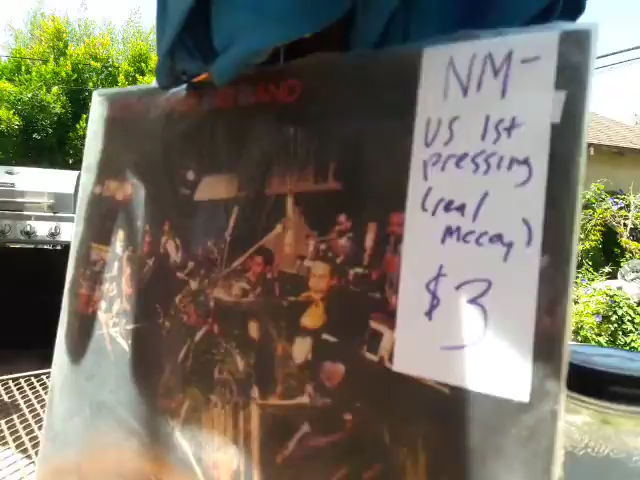 BAND
NM-
US 1st
pressing
(real
McCoy)
$3